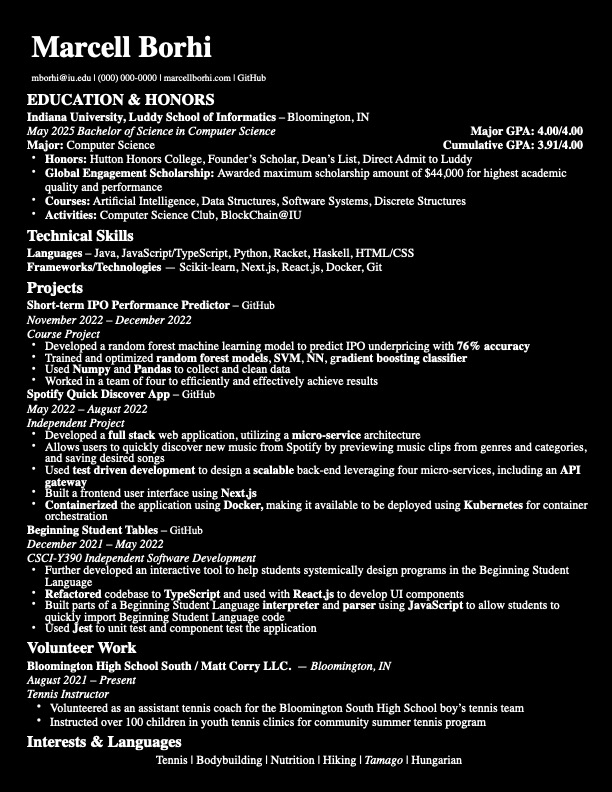 Marcell Borhi
mborhi@iu.edu | (000) 000-0000 | marcellborhi.com | GitHub
EDUCATION & HONORS
Indiana University, Luddy School of Informatics – Bloomington, IN
May 2025 Bachelor of Science in Computer Science Major GPA: 4.00/4.00
Major: Computer Science Cumulative GPA: 3.91/4.00
• Honors: Hutton Honors College, Founder’s Scholar, Dean’s List, Direct Admit to Luddy
• Global Engagement Scholarship: Awarded maximum scholarship amount of $44,000 for highest academic
quality and performance
• Courses: Artificial Intelligence, Data Structures, Software Systems, Discrete Structures
• Activities: Computer Science Club, BlockChain@IU
Technical Skills
Languages – Java, JavaScript/TypeScript, Python, Racket, Haskell, HTML/CSS
Frameworks/Technologies — Scikit-learn, Next.js, React.js, Docker, Git
Projects
Short-term IPO Performance Predictor – GitHub
November 2022 – December 2022
Course Project
• Developed a random forest machine learning model to predict IPO underpricing with 76% accuracy
• Trained and optimized random forest models, SVM, NN, gradient boosting classifier
• Used Numpy and Pandas to collect and clean data
• Worked in a team of four to efficiently and effectively achieve results
Spotify Quick Discover App – GitHub
May 2022 – August 2022
Independent Project
• Developed a full stack web application, utilizing a micro-service architecture
• Allows users to quickly discover new music from Spotify by previewing music clips from genres and categories,
and saving desired songs
• Used test driven development to design a scalable back-end leveraging four micro-services, including an API
gateway
• Built a frontend user interface using Next.js
• Containerized the application using Docker, making it available to be deployed using Kubernetes for container
orchestration
Beginning Student Tables – GitHub
December 2021 – May 2022
CSCI-Y390 Independent Software Development
• Further developed an interactive tool to help students systemically design programs in the Beginning Student
Language
• Refactored codebase to TypeScript and used with React.js to develop UI components
• Built parts of a Beginning Student Language interpreter and parser using JavaScript to allow students to
quickly import Beginning Student Language code
• Used Jest to unit test and component test the application
Volunteer Work
Bloomington High School South / Matt Corry LLC. — Bloomington, IN
August 2021 – Present
Tennis Instructor
• Volunteered as an assistant tennis coach for the Bloomington South High School boy’s tennis team
• Instructed over 100 children in youth tennis clinics for community summer tennis program
Interests & Languages
Tennis | Bodybuilding | Nutrition | Hiking | Tamago | Hungarian